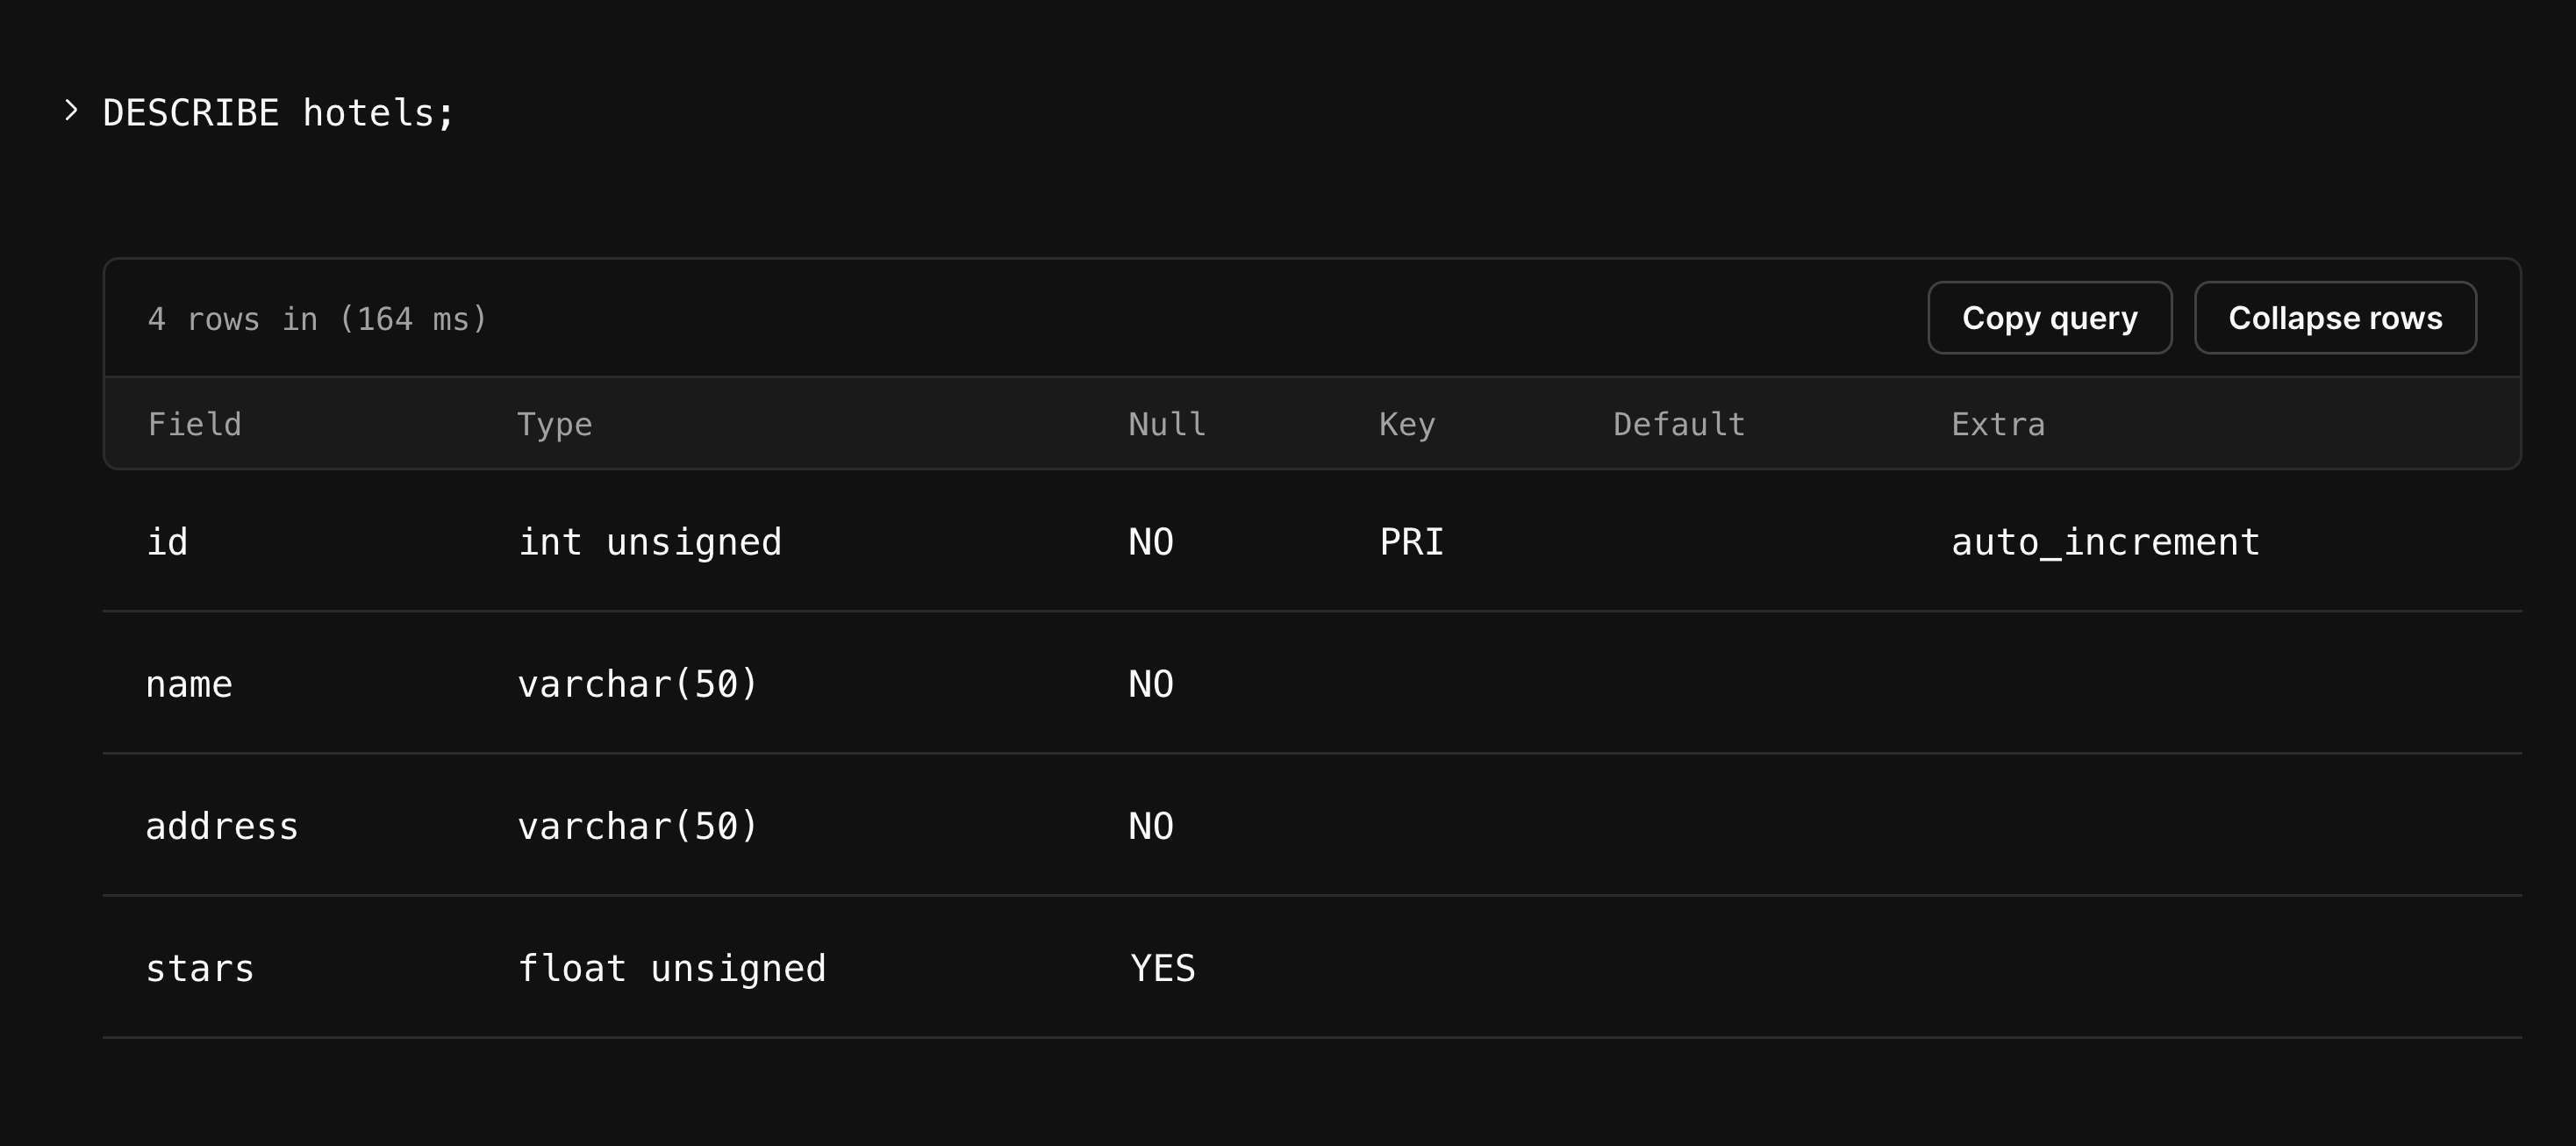 > DESCRIBE hotels;
4 rows in (164 ms) Copy query Collapse rows
Field Type Null Key Default Extra
id int unsigned NO PRI auto_increment
name varchar(50) NO
address varchar(50) NO
stars float unsigned YES